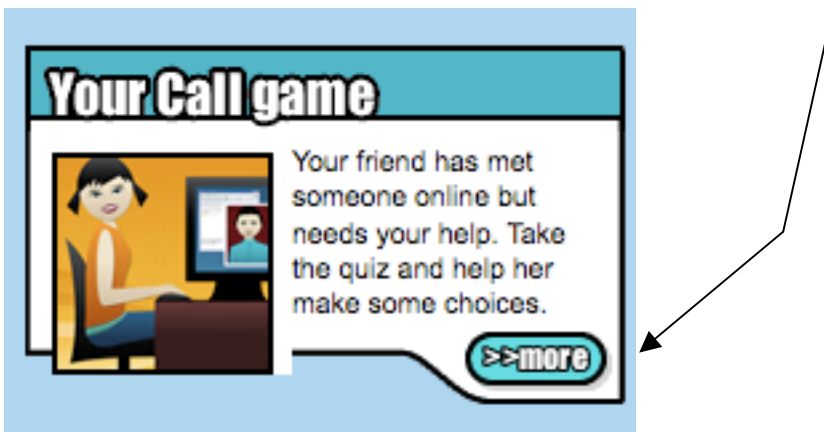 Your Call game
Your friend has met
someone online but
needs your help. Take
the quiz and help her
make some choices.
>>more